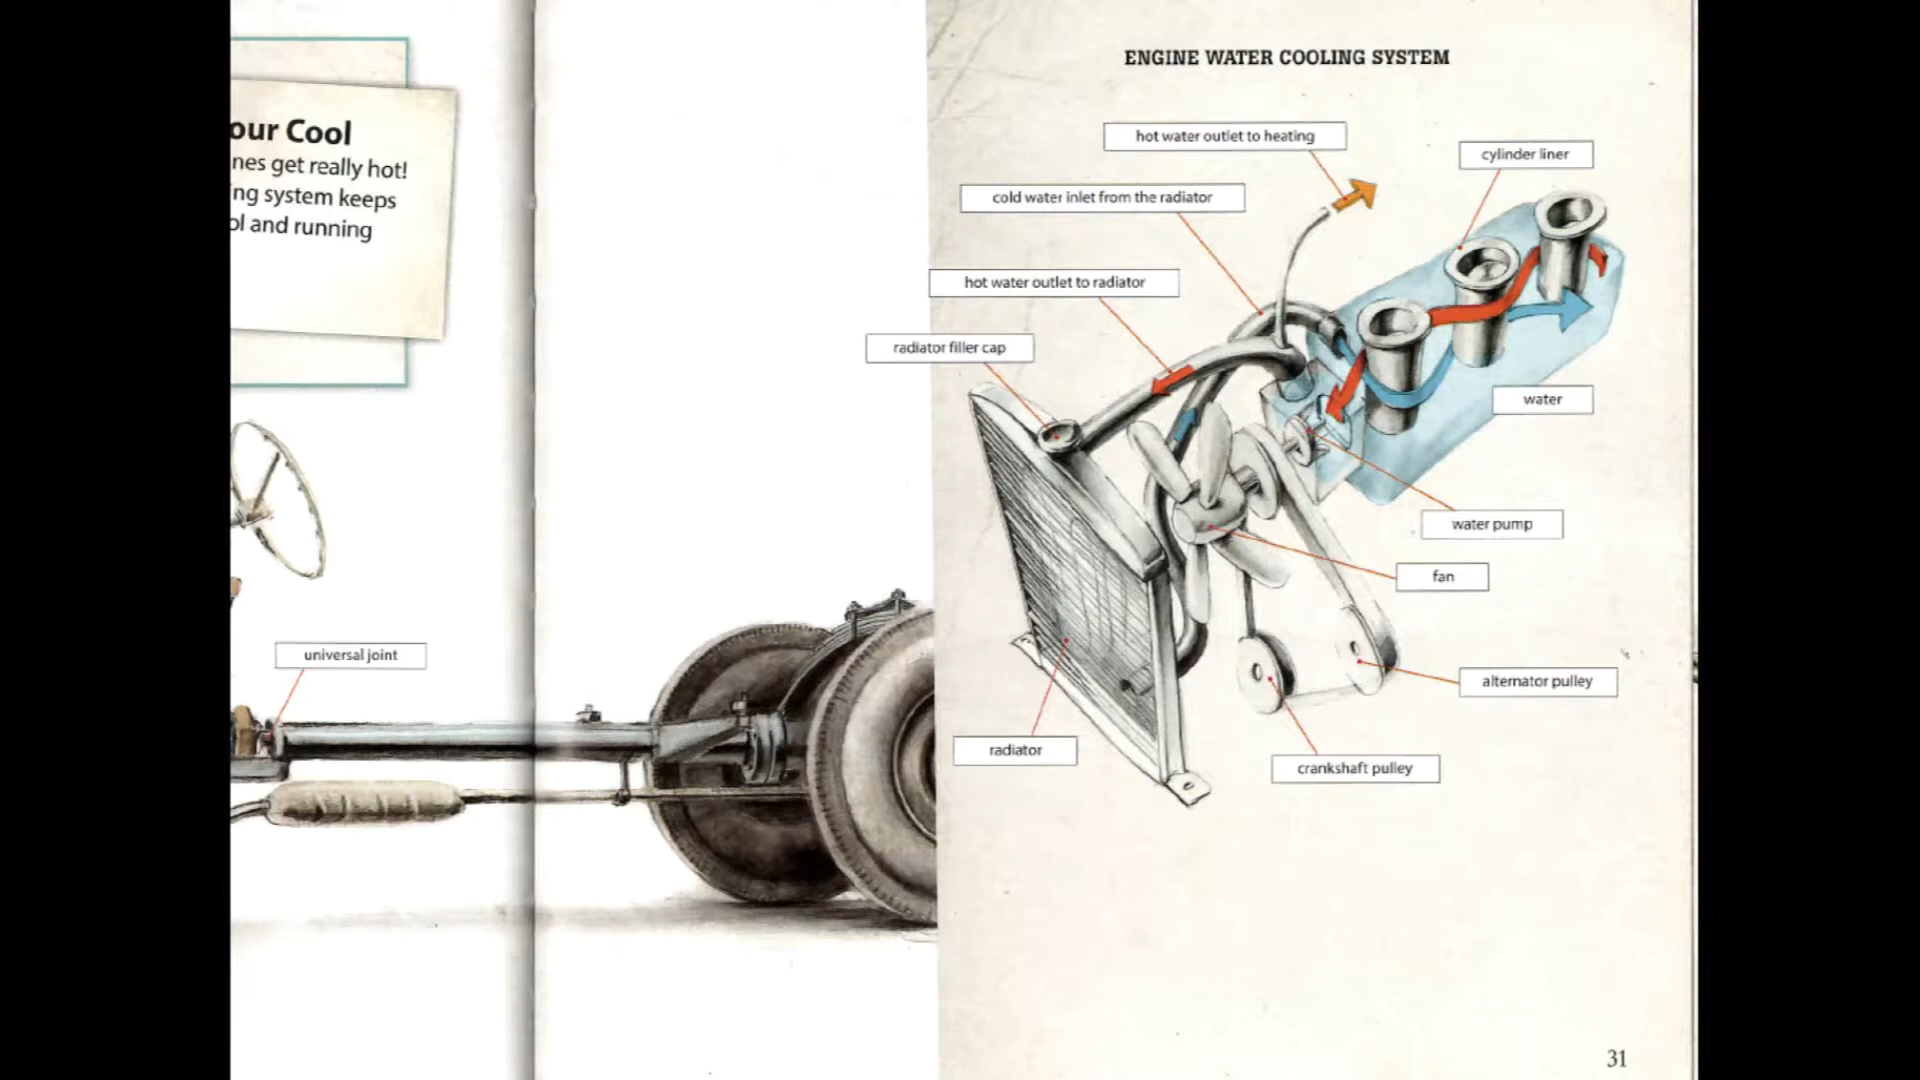 our Cool
nes get really hot!
ng system keeps
ol and running
universal joint
ENGINE WATER COOLING SYSTEM
hot water outlet to heating
cylinder liner
cold water inlet from the radiator
hot water outlet to radiator
radiator filler cap
water
water pump
fan
alternator pulley
radiator
crankshaft pulley
31